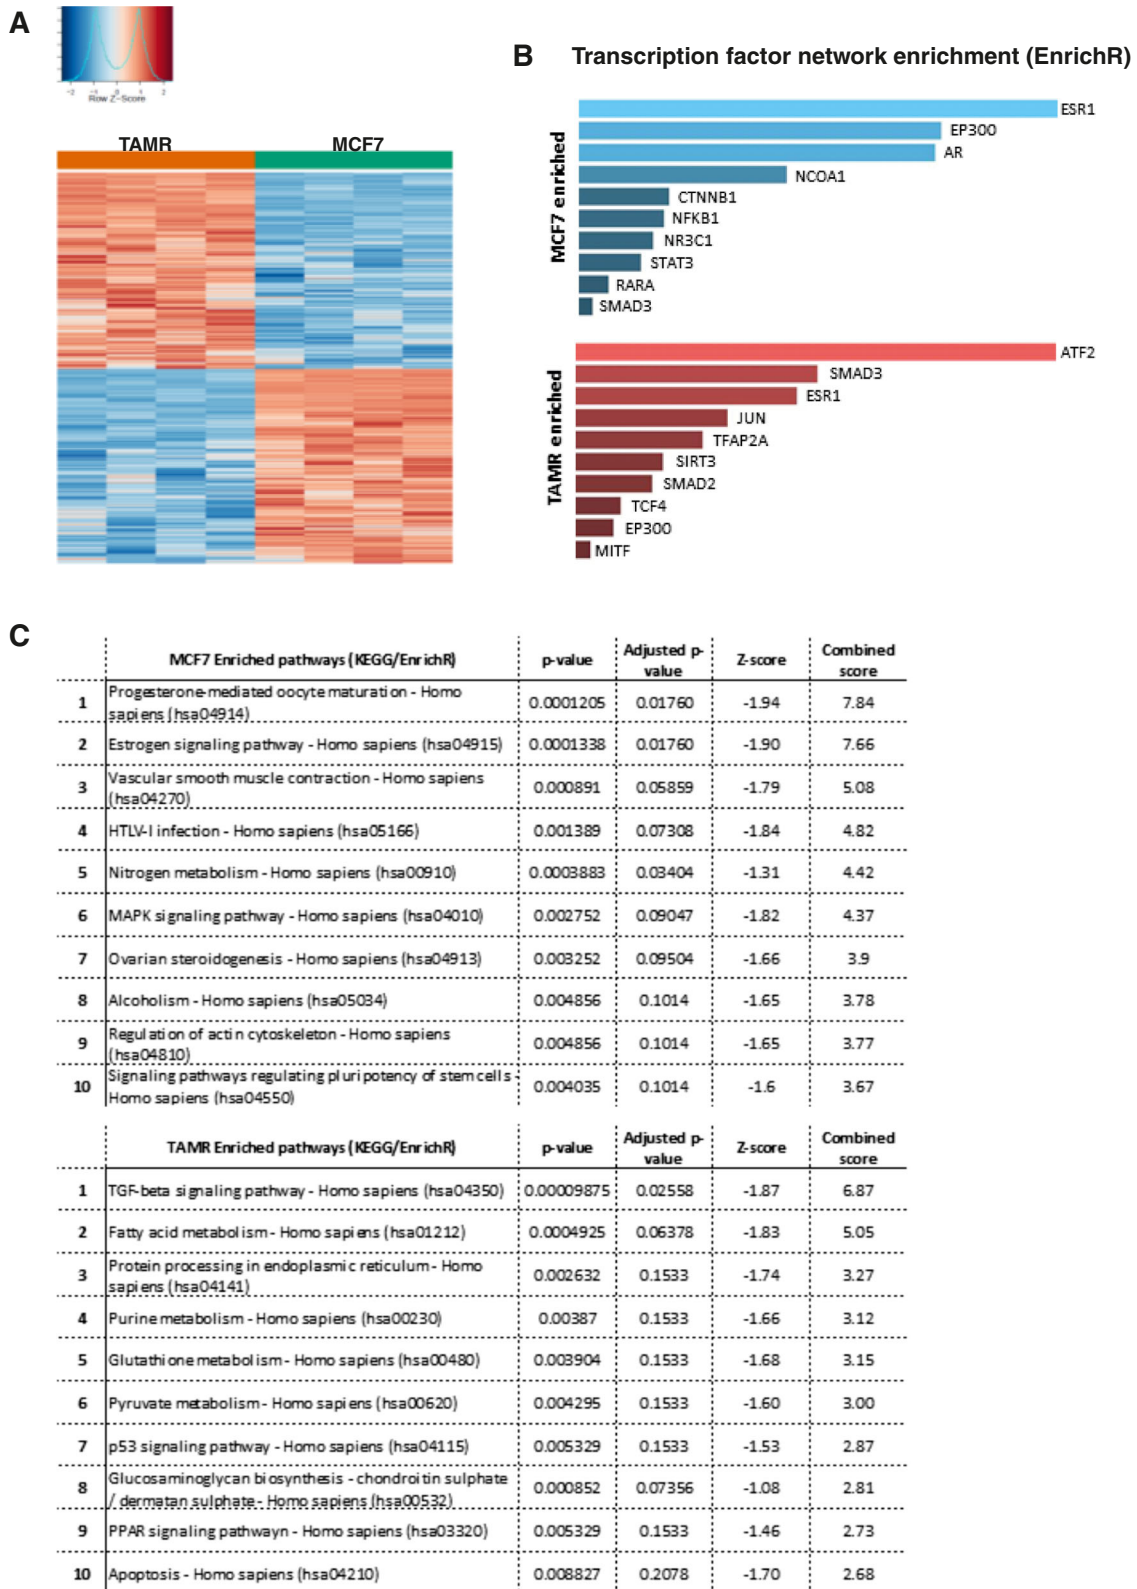 A
-2 -1 0 1 2
Row Z-Score
TAMR MCF7
B Transcription factor network enrichment (EnrichR)
MCF7 enriched
ESR1
EP300
AR
NCOA1
CTNNB1
NFKB1
NR3C1
STAT3
RARA
SMAD3
TAMR enriched
ATF2
SMAD3
ESR1
JUN
TFAP2A
SIRT3
SMAD2
TCF4
EP300
MITF
C
MCF7 Enriched pathways (KEGG/EnrichR) p-value Adjusted p-value Z-score Combined score
1 Progesterone-mediated oocyte maturation - Homo sapiens (hsa04914) 0.0001205 0.01760 -1.94 7.84
2 Estrogen signaling pathway - Homo sapiens (hsa04915) 0.0001338 0.01760 -1.90 7.66
3 Vascular smooth muscle contraction - Homo sapiens (hsa04270) 0.000891 0.05859 -1.79 5.08
4 HTLV-I infection - Homo sapiens (hsa05166) 0.001389 0.07308 -1.84 4.82
5 Nitrogen metabolism - Homo sapiens (hsa00910) 0.0003883 0.03404 -1.31 4.42
6 MAPK signaling pathway - Homo sapiens (hsa04010) 0.002752 0.09047 -1.82 4.37
7 Ovarian steroidogenesis - Homo sapiens (hsa04913) 0.003252 0.09504 -1.66 3.9
8 Alcoholism - Homo sapiens (hsa05034) 0.004856 0.1014 -1.65 3.78
9 Regulation of actin cytoskeleton - Homo sapiens (hsa04810) 0.004856 0.1014 -1.65 3.77
10 Signaling pathways regulating pluripotency of stem cells - Homo sapiens (hsa04550) 0.004035 0.1014 -1.6 3.67
TAMR Enriched pathways (KEGG/EnrichR) p-value Adjusted p-value Z-score Combined score
1 TGF-beta signaling pathway - Homo sapiens (hsa04350) 0.00009875 0.02558 -1.87 6.87
2 Fatty acid metabolism - Homo sapiens (hsa01212) 0.0004925 0.06378 -1.83 5.05
3 Protein processing in endoplasmic reticulum - Homo sapiens (hsa04141) 0.002632 0.1533 -1.74 3.27
4 Purine metabolism - Homo sapiens (hsa00230) 0.00387 0.1533 -1.66 3.12
5 Glutathione metabolism - Homo sapiens (hsa00480) 0.003904 0.1533 -1.68 3.15
6 Pyruvate metabolism - Homo sapiens (hsa00620) 0.004295 0.1533 -1.60 3.00
7 p53 signaling pathway - Homo sapiens (hsa04115) 0.005329 0.1533 -1.53 2.87
8 Glucosaminoglycan biosynthesis - chondroitin sulphate / dermatan sulphate - Homo sapiens (hsa00532) 0.000852 0.07356 -1.08 2.81
9 PPAR signaling pathwayn - Homo sapiens (hsa03320) 0.005329 0.1533 -1.46 2.73
10 Apoptosis - Homo sapiens (hsa04210) 0.008827 0.2078 -1.70 2.68